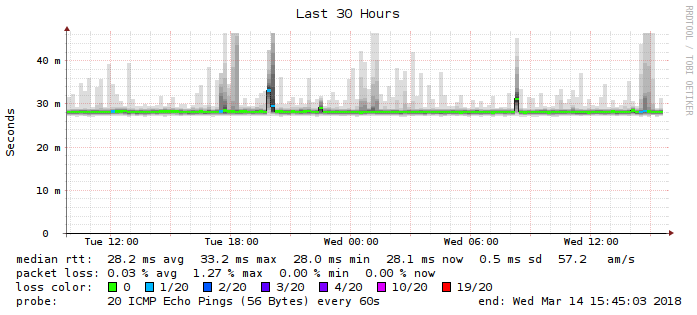 Last 30 Hours
RRDTOOL / TOBI OETIKER
Seconds
40 m
30 m
20 m
10 m
0
Tue 12:00 Tue 18:00 Wed 00:00 Wed 06:00 Wed 12:00
median rtt: 28.2 ms avg 33.2 ms max 28.0 ms min 28.1 ms now 0.5 ms sd 57.2 am/s
packet loss: 0.03 % avg 1.27 % max 0.00 % min 0.00 % now
loss color: 0 1/20 2/20 3/20 4/20 10/20 19/20
probe: 20 ICMP Echo Pings (56 Bytes) every 60s end: Wed Mar 14 15:45:03 2018